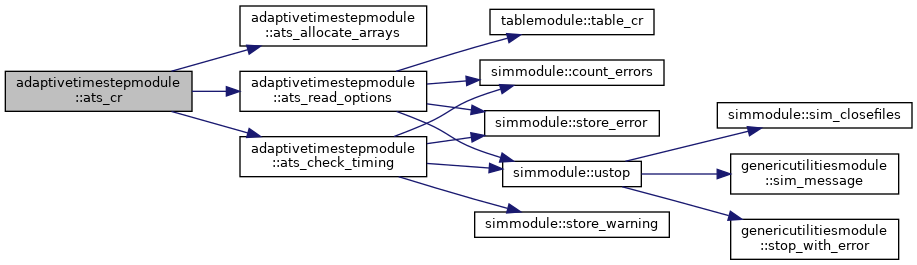 adaptivetimestepmodule
::ats_cr
adaptivetimestepmodule
::ats_allocate_arrays
adaptivetimestepmodule
::ats_read_options
adaptivetimestepmodule
::ats_check_timing
tablemodule::table_cr
simmodule::count_errors
simmodule::store_error
simmodule::ustop
simmodule::store_warning
simmodule::sim_closefiles
genericutilitiesmodule
::sim_message
genericutilitiesmodule
::stop_with_error